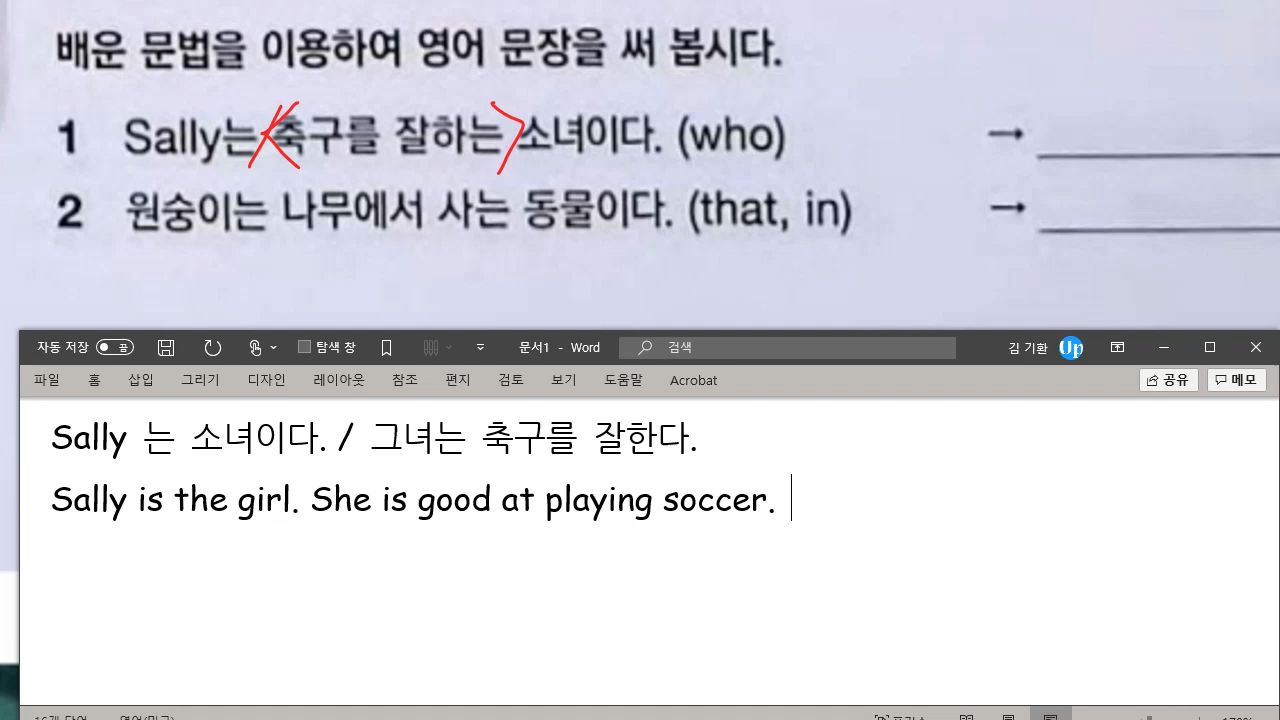 배운 문법을 이용하여 영어 문장을 써 봅시다.
1 Sally는 축구를 잘하는 소녀이다. (who) →
2 원숭이는 나무에서 사는 동물이다. (that, in) →
자동 저장 끔 탐색 창 문서1 - Word 검색 김 기환 Up
파일 홈 삽입 그리기 디자인 레이아웃 참조 편지 검토 보기 도움말 Acrobat 공유 메모
Sally 는 소녀이다. / 그녀는 축구를 잘한다.
Sally is the girl. She is good at playing soccer.